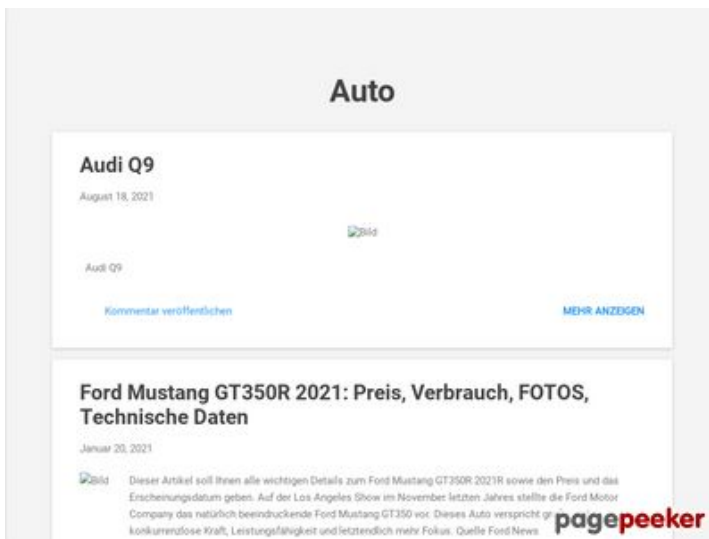 Auto
Audi Q9
August 18, 2021
Bild
Audi Q9
Kommentar veröffentlichen
MEHR ANZEIGEN
Ford Mustang GT350R 2021: Preis, Verbrauch, FOTOS,
Technische Daten
Januar 20, 2021
Bild
Dieser Artikel soll Ihnen alle wichtigen Details zum Ford Mustang GT350R 2021R sowie den Preis und das
Erscheinungsdatum geben. Auf der Los Angeles Show im November letzten Jahres stellte die Ford Motor
Company das natürlich beeindruckende Ford Mustang GT350 vor. Dieses Auto verspricht
konkurrenzlose Kraft, Leistungsfähigkeit und letztendlich mehr Fokus. Quelle Ford News
pagepeeker